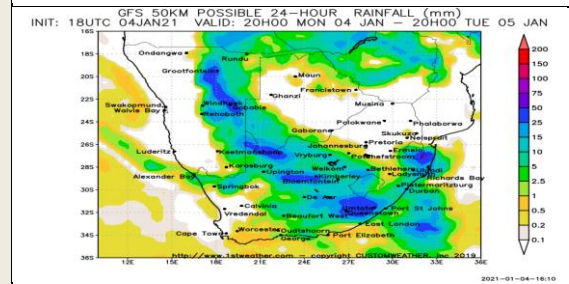 GFS 50KM POSSIBLE 24-HOUR RAINFALL (mm)
INIT: 18UTC 04JAN21 VALID: 20H00 MON 04 JAN - 20H00 TUE 05 JAN
16S
Ondangwa
Rundu
18S
Grootfontein
Maun
20S
Francistown
Ghanzi
Musina
22S
Swakopmund
Windhoek
Gobabis
Walvis Bay
Rehoboth
Polokwane
Phalaborwa
24S
Gaborone
Skukuza
Pretoria
Nelspruit
Johannesburg
Ermelo
26S
Luderitz
Keetmanshoop
Vryburg
Potchefstroom
Karasburg
Upington
Welkom
Bethlehem
28S
Alexander Bay
Kimberley
Ladysmith
Richards Bay
Bloemfontein
Springbok
Pietermaritzburg
Durban
30S
De Aar
Calvinia
Umtata
Port St Johns
32S
Vredendal
Beaufort West
Queenstown
East London
34S
Cape Town
Worcester
Oudtshoorn
George
Port Elizabeth
http://www.1stweather.com - copyright CUSTOMWEATHER, Inc 2019
36S
12E 15E 18E 21E 24E 27E 30E 33E 36E
200
150
100
75
50
25
15
10
5
2.5
1
0.5
0.2
0.1
2021-01-04-16:10